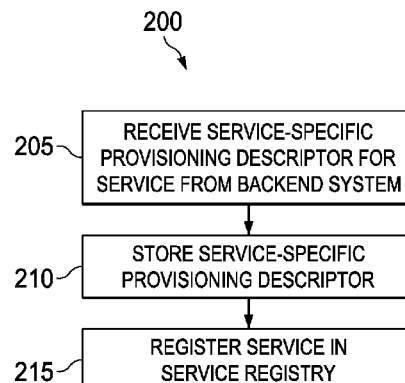 200
205
RECEIVE SERVICE-SPECIFIC
PROVISIONING DESCRIPTOR FOR
SERVICE FROM BACKEND SYSTEM
210
STORE SERVICE-SPECIFIC
PROVISIONING DESCRIPTOR
215
REGISTER SERVICE IN
SERVICE REGISTRY